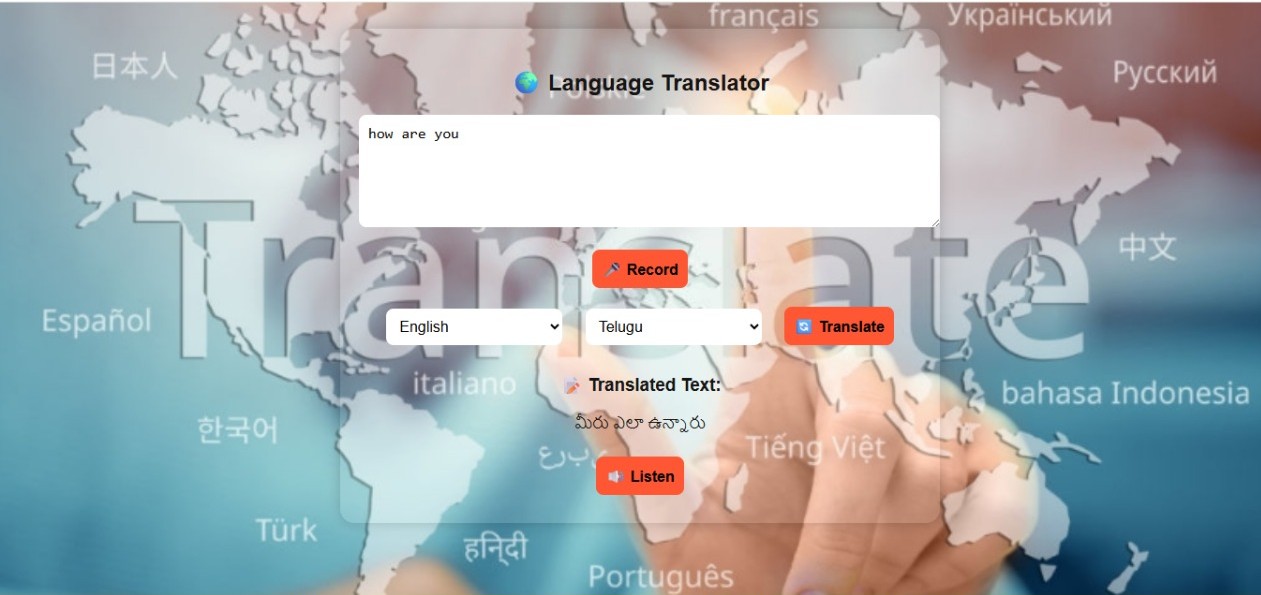 français
Український
日本人
Русский
Polskie
🌍 Language Translator
how are you
Translate
中文
🎤 Record
Español
English
Telugu
🔄 Translate
italiano
📝 Translated Text:
bahasa Indonesia
మీరు ఎలా ఉన్నారు
한국어
Tiếng Việt
📢 Listen
Türk
हिन्दी
Português